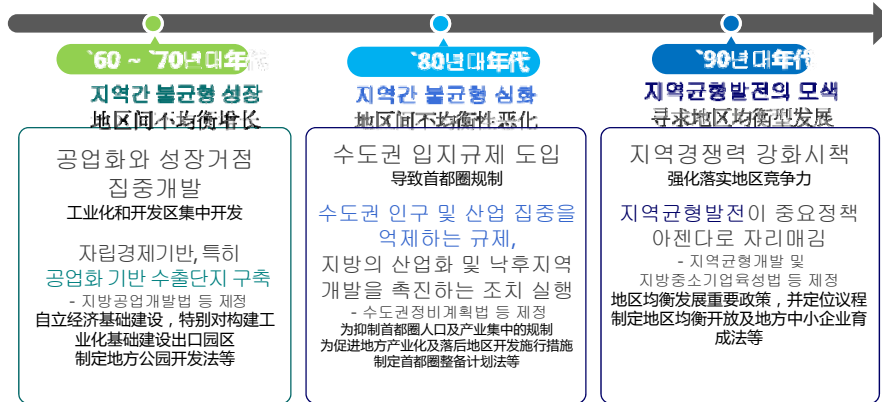 `60 ~ `70년대年代
지역간 불균형 성장
地区间不均衡增长
공업화와 성장거점
집중개발
工业化和开发区集中开发
자립경제기반, 특히
공업화 기반 수출단지 구축
- 지방공업개발법 등 제정
自立经济基础建设，特别对构建工
业化基础建设出口园区
制定地方公园开发法等
`80년대年代
지역간 불균형 심화
地区间不均衡性恶化
수도권 입지규제 도입
导致首都圈规制
수도권 인구 및 산업 집중을
억제하는 규제,
지방의 산업화 및 낙후지역
개발을 촉진하는 조치 실행
- 수도권정비계획법 등 제정
为抑制首都圈人口及产业集中的规制
为促进地方产业化及落后地区开发施行措施
制定首都圈整备计划法等
`90년대年代
지역균형발전의 모색
寻求地区均衡型发展
지역경쟁력 강화시책
强化落实地区竞争力
지역균형발전이 중요정책
아젠다로 자리매김
- 지역균형개발 및
지방중소기업육성법 등 제정
地区均衡发展重要政策，并定位议程
制定地区均衡开放及地方中小企业育
成法等